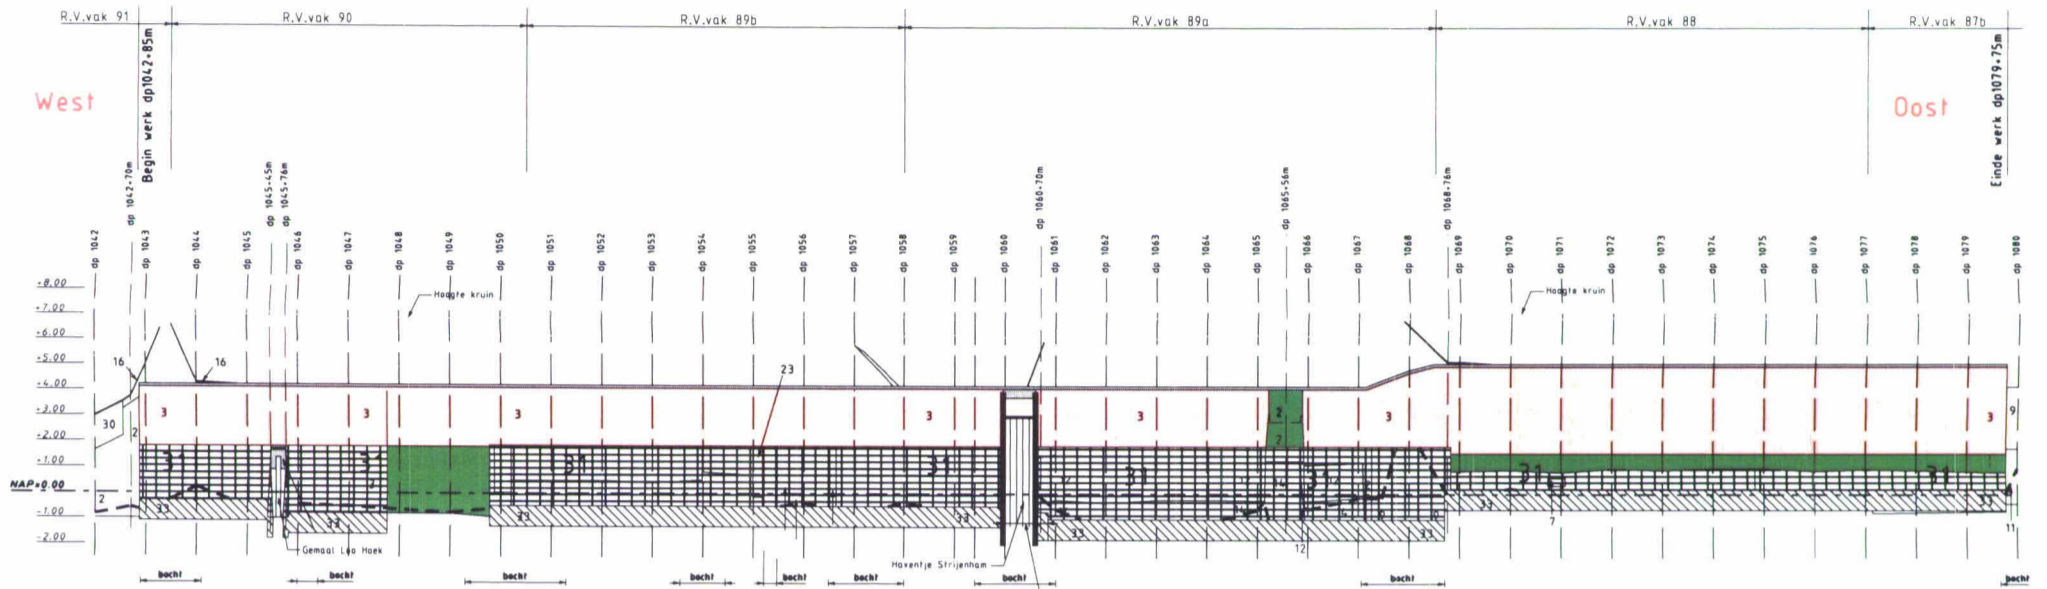 R.V.vak 91
R.V.vak 90
R.V.vak 89b
R.V.vak 89a
R.V.vak 88
R.V.vak 87b
West
Begin werk dp1042+85m
Oost
Einde werk dp1079+75m
dp 1042+70m
dp 1045+45m
dp 1045+76m
dp 1060+70m
dp 1065+56m
dp 1068+76m
dp 1042
dp 1043
dp 1044
dp 1045
dp 1046
dp 1047
dp 1048
dp 1049
dp 1050
dp 1051
dp 1052
dp 1053
dp 1054
dp 1055
dp 1056
dp 1057
dp 1058
dp 1059
dp 1060
dp 1061
dp 1062
dp 1063
dp 1064
dp 1065
dp 1066
dp 1067
dp 1068
dp 1069
dp 1070
dp 1071
dp 1072
dp 1073
dp 1074
dp 1075
dp 1076
dp 1077
dp 1078
dp 1079
dp 1080
+8.00
Hoogte kruin
Hoogte kruin
+7.00
+6.00
+5.00
16
16
23
+4.00
+3.00
30
2
3
3
3
3
3
2
3
3
9
+2.00
2
+1.00
31
31
31
31
31
31
31
31
NAP±0.00
2
-1.00
33
33
33
33
33
33
33
33
7
11
-2.00
Gemaal Loo Hoek
12
Haventje Strijenham
bocht
bocht
bocht
bocht
bocht
bocht
bocht
bocht
bocht